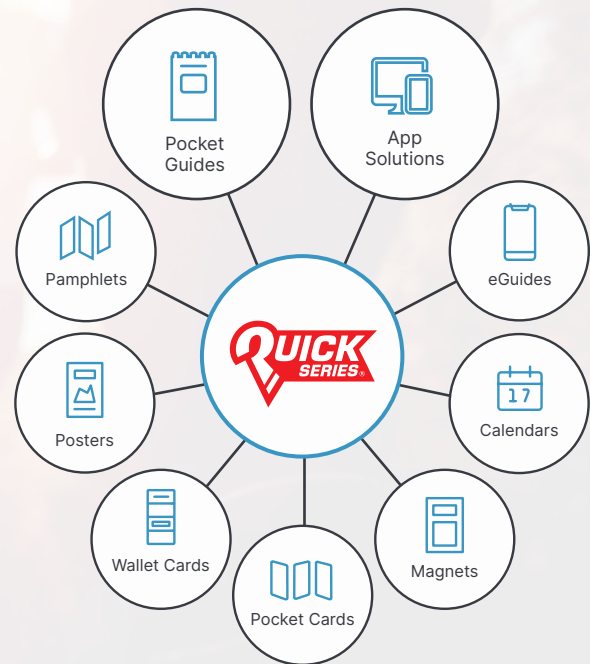 Pocket
Guides
App
Solutions
Pamphlets
eGuides
QUICK
SERIES®
Posters
17
Calendars
Wallet Cards
Magnets
Pocket Cards